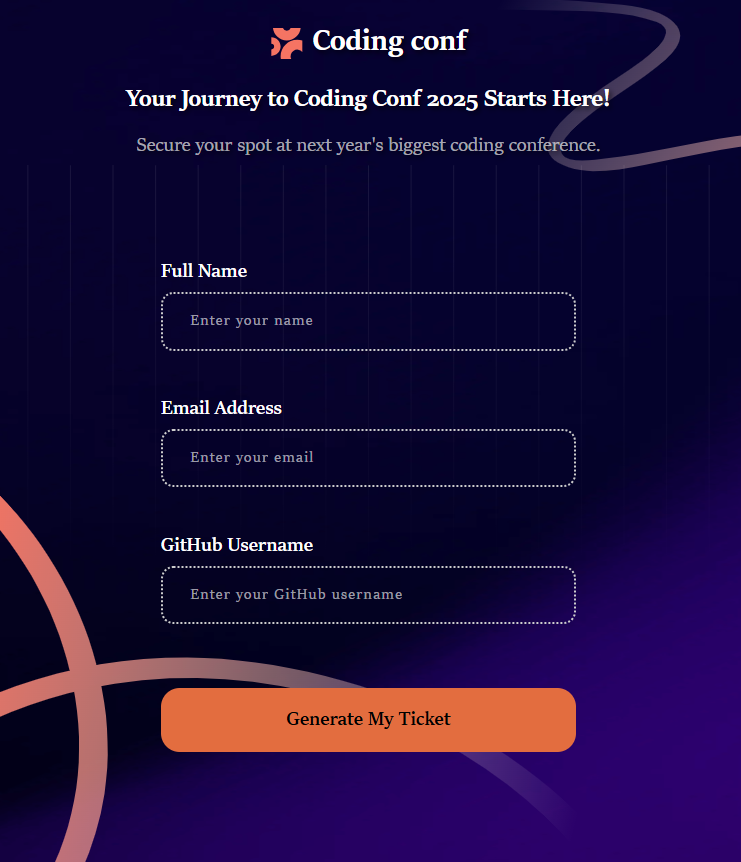 Coding conf
Your Journey to Coding Conf 2025 Starts Here!
Secure your spot at next year's biggest coding conference.
Full Name
Enter your name
Email Address
Enter your email
GitHub Username
Enter your GitHub username
Generate My Ticket